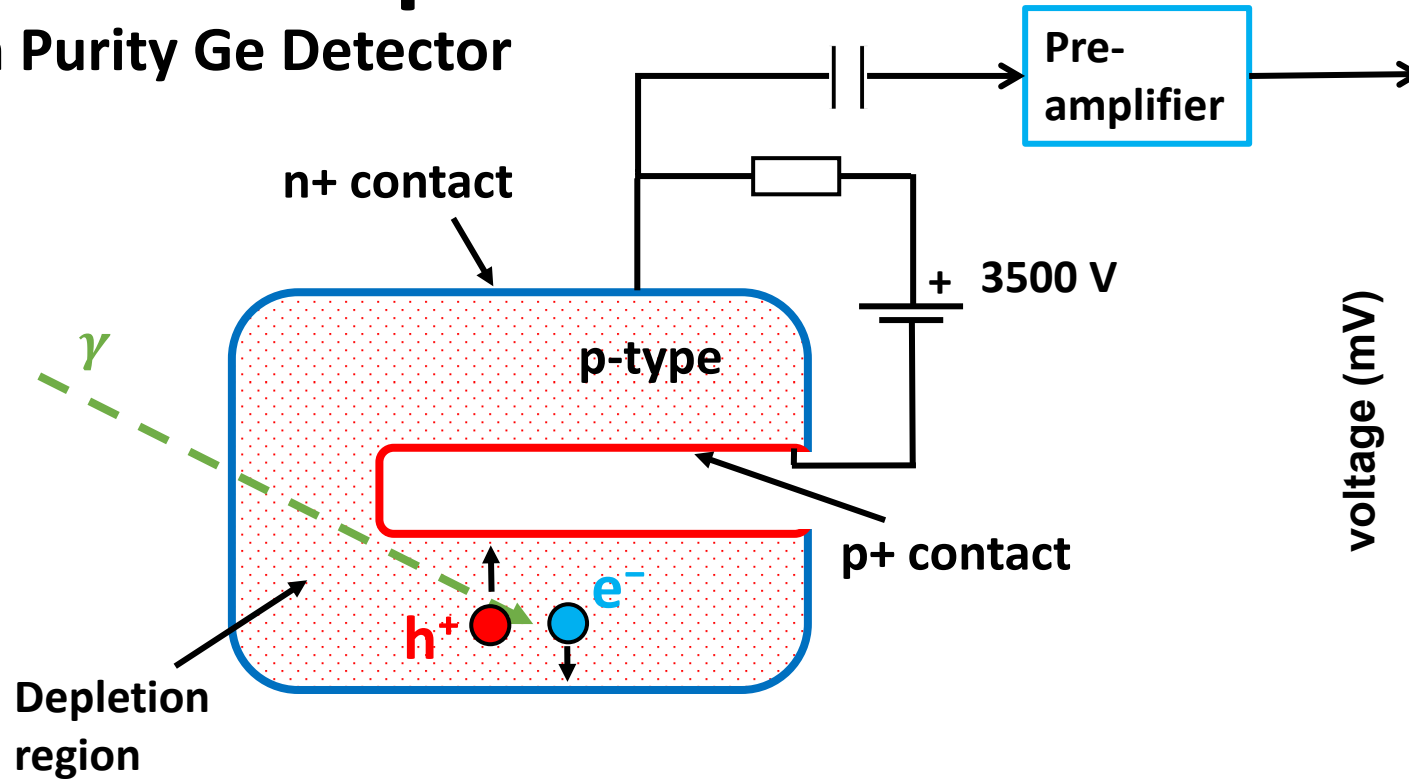 Purity Ge Detector
Pre-
amplifier
n+ contact
+ 3500 V
γ
p-type
voltage (mV)
p+ contact
e⁻
h⁺
Depletion
region